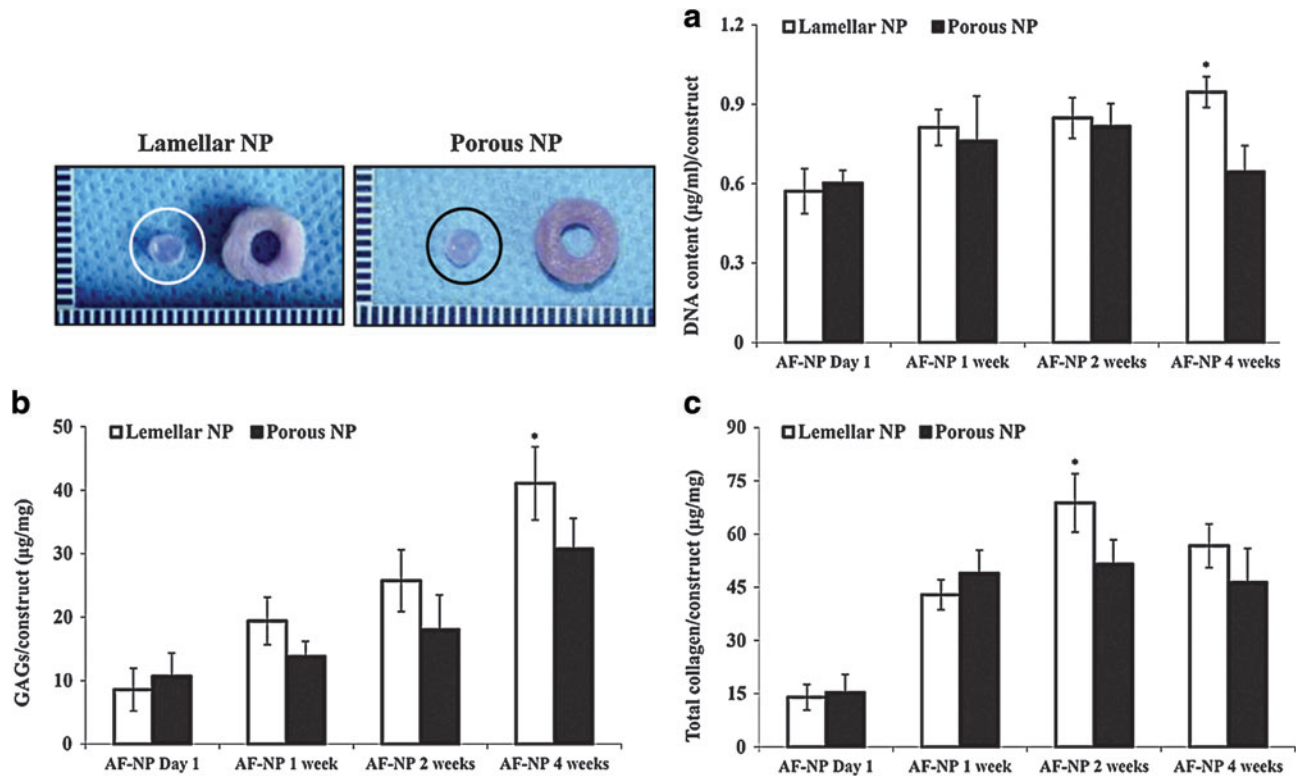 Lamellar NP
Porous NP
a
1.2
0.9
0.6
0.3
0
DNA content (µg/ml)/construct
Lamellar NP
Porous NP
*
AF-NP Day 1
AF-NP 1 week
AF-NP 2 weeks
AF-NP 4 weeks
b
50
40
30
20
10
0
GAGs/construct (µg/mg)
Lemellar NP
Porous NP
*
AF-NP Day 1
AF-NP 1 week
AF-NP 2 weeks
AF-NP 4 weeks
c
90
75
60
45
30
15
0
Total collagen/construct (µg/mg)
Lemellar NP
Porous NP
*
AF-NP Day 1
AF-NP 1 week
AF-NP 2 weeks
AF-NP 4 weeks